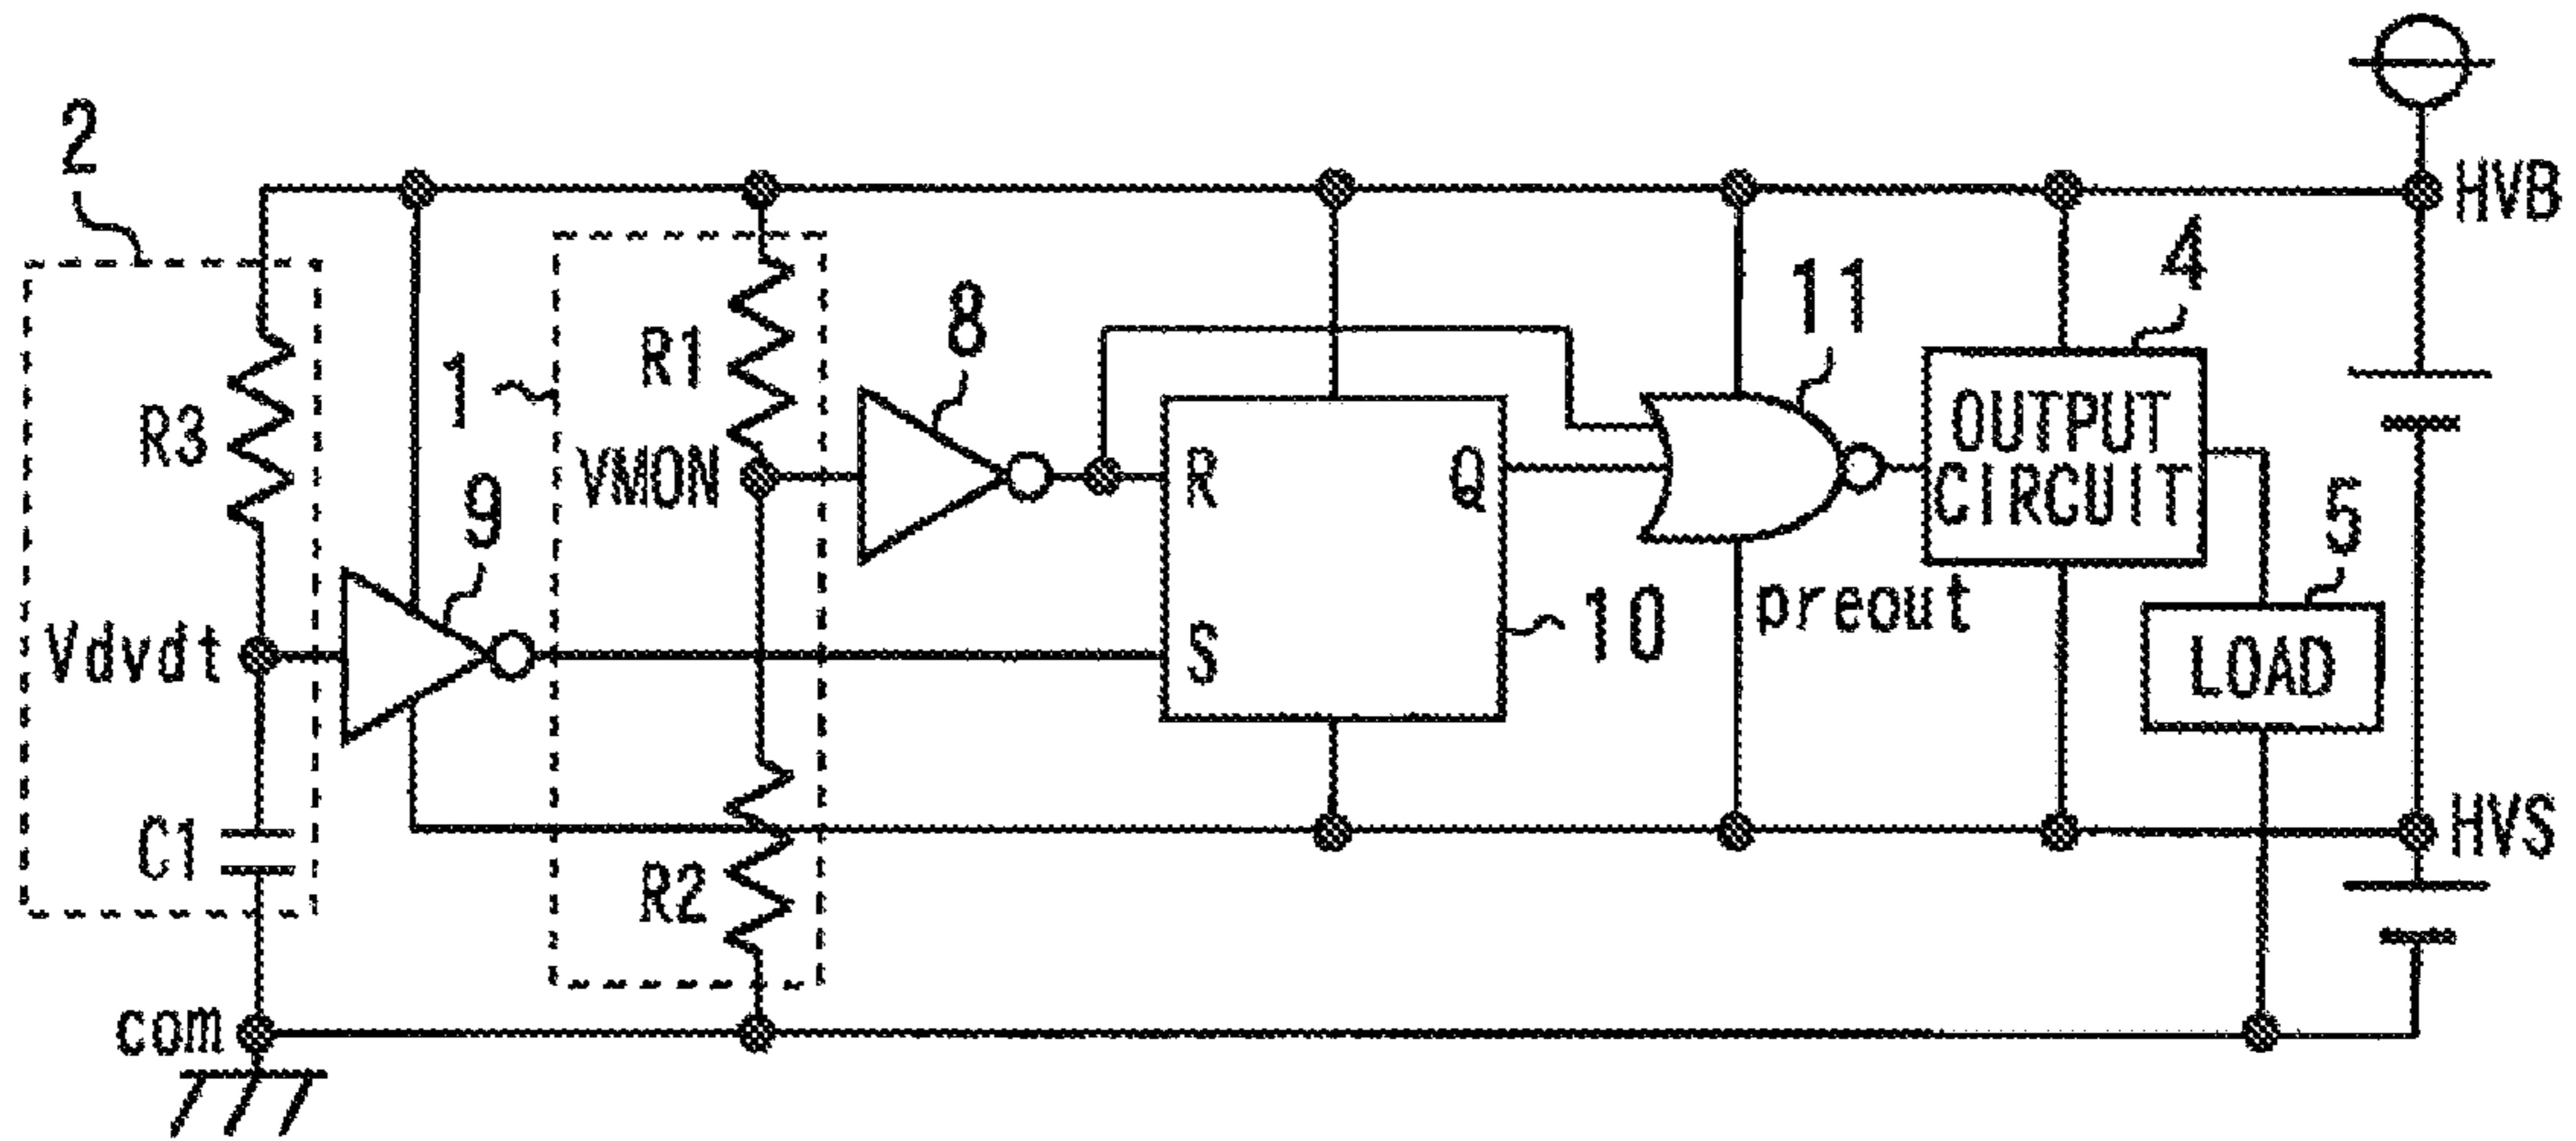 2
HVB
4
11
8
R1
1
OUTPUT
CIRCUIT
R3
VMON
R
Q
9
5
10
preout
Vdvdt
S
LOAD
HVS
C1
R2
com